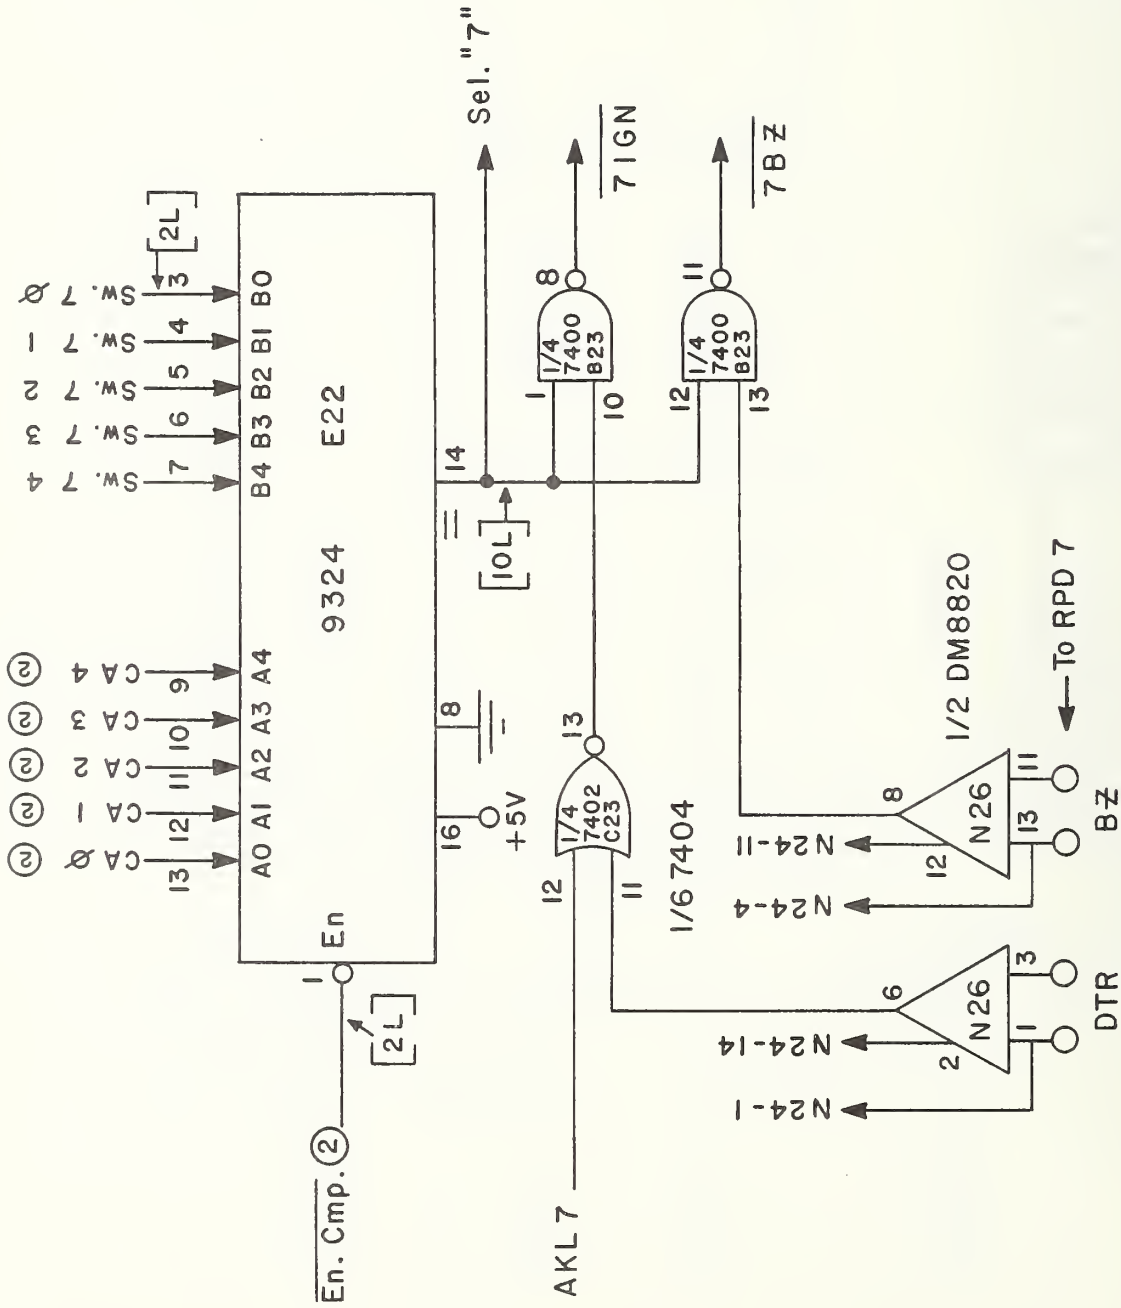 CA Ø ②
CA 1 ②
CA 2 ②
CA 3 ②
CA 4 ②
Sw. 7 4
Sw. 7 3
Sw. 7 2
Sw. 7 1
Sw. 7 Ø
[2L]
13
12
11
10
9
7
6
5
4
3
A0 A1 A2 A3 A4
B4 B3 B2 B1 B0
En. Cmp. ②
[2L]
1
En
9324
E22
16
+5V
8
=
14
[10L]
Sel. "7"
AKL 7
12
11
1/4
7402
C23
13
1
10
1/4
7400
B23
8
7IGN
12
13
1/4
7400
B23
11
7BZ
1/6 7404
1/2 DM8820
N24-1
N24-14
N24-4
N24-11
6
2
N26
1
3
DTR
8
12
N26
13
11
BZ
To RPD 7